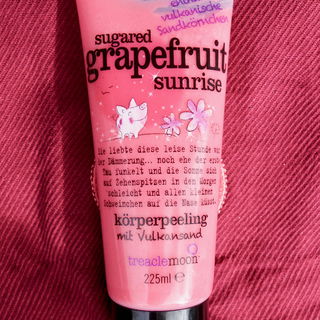 vulkanische
Sandkörnchen
sugared
grapefruit
sunrise
Sie liebte diese leise Stunde vor
der Dämmerung... noch ehe der erste
Tau funkelt und die Sonne sich
auf Zehenspitzen in den Morgen
schleicht und allen kleinen
Schweinchen auf die Nase küsst.
körperpeeling
mit Vulkansand
treaclemoon
225ml e